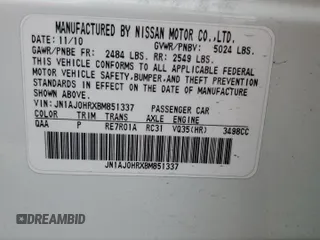 MANUFACTURED BY NISSAN MOTOR CO.,LTD.
DATE
11/10 GVWR/PNBV: 5024 LBS.
GAWR/PNBE FR: 2484 LBS. RR: 2549 LBS.
THIS VEHICLE CONFORMS TO ALL APPLICABLE FEDERAL
MOTOR VEHICLE SAFETY,BUMPER,AND THEFT PREVENTION
STANDARDS IN EFFECT ON THE DATE OF MANUFACTURE
SHOWN ABOVE.
VIN:JN1AJ0HRXBM851337 PASSENGER CAR
COLOR TRIM TRANS AXLE ENGINE
QAA P RE7R01A RC31 VQ35(HR) 3498CC
JN1AJ0HRXBM851337
DREAMBID